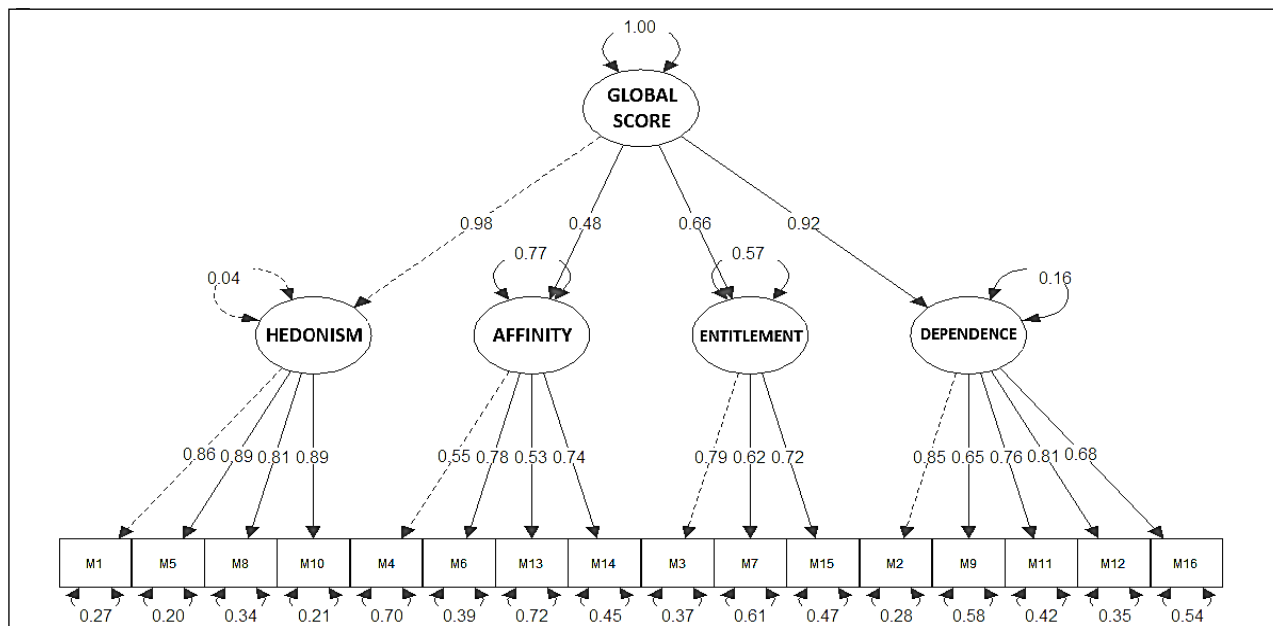 1.00
GLOBAL
SCORE
0.98 0.48 0.66 0.92
0.04 0.77 0.57 0.16
HEDONISM AFFINITY ENTITLEMENT DEPENDENCE
0.86 0.89 0.81 0.89 0.55 0.78 0.53 0.74 0.79 0.62 0.72 0.85 0.65 0.76 0.81 0.68
M1 M5 M8 M10 M4 M6 M13 M14 M3 M7 M15 M2 M9 M11 M12 M16
0.27 0.20 0.34 0.21 0.70 0.39 0.72 0.45 0.37 0.61 0.47 0.28 0.58 0.42 0.35 0.54